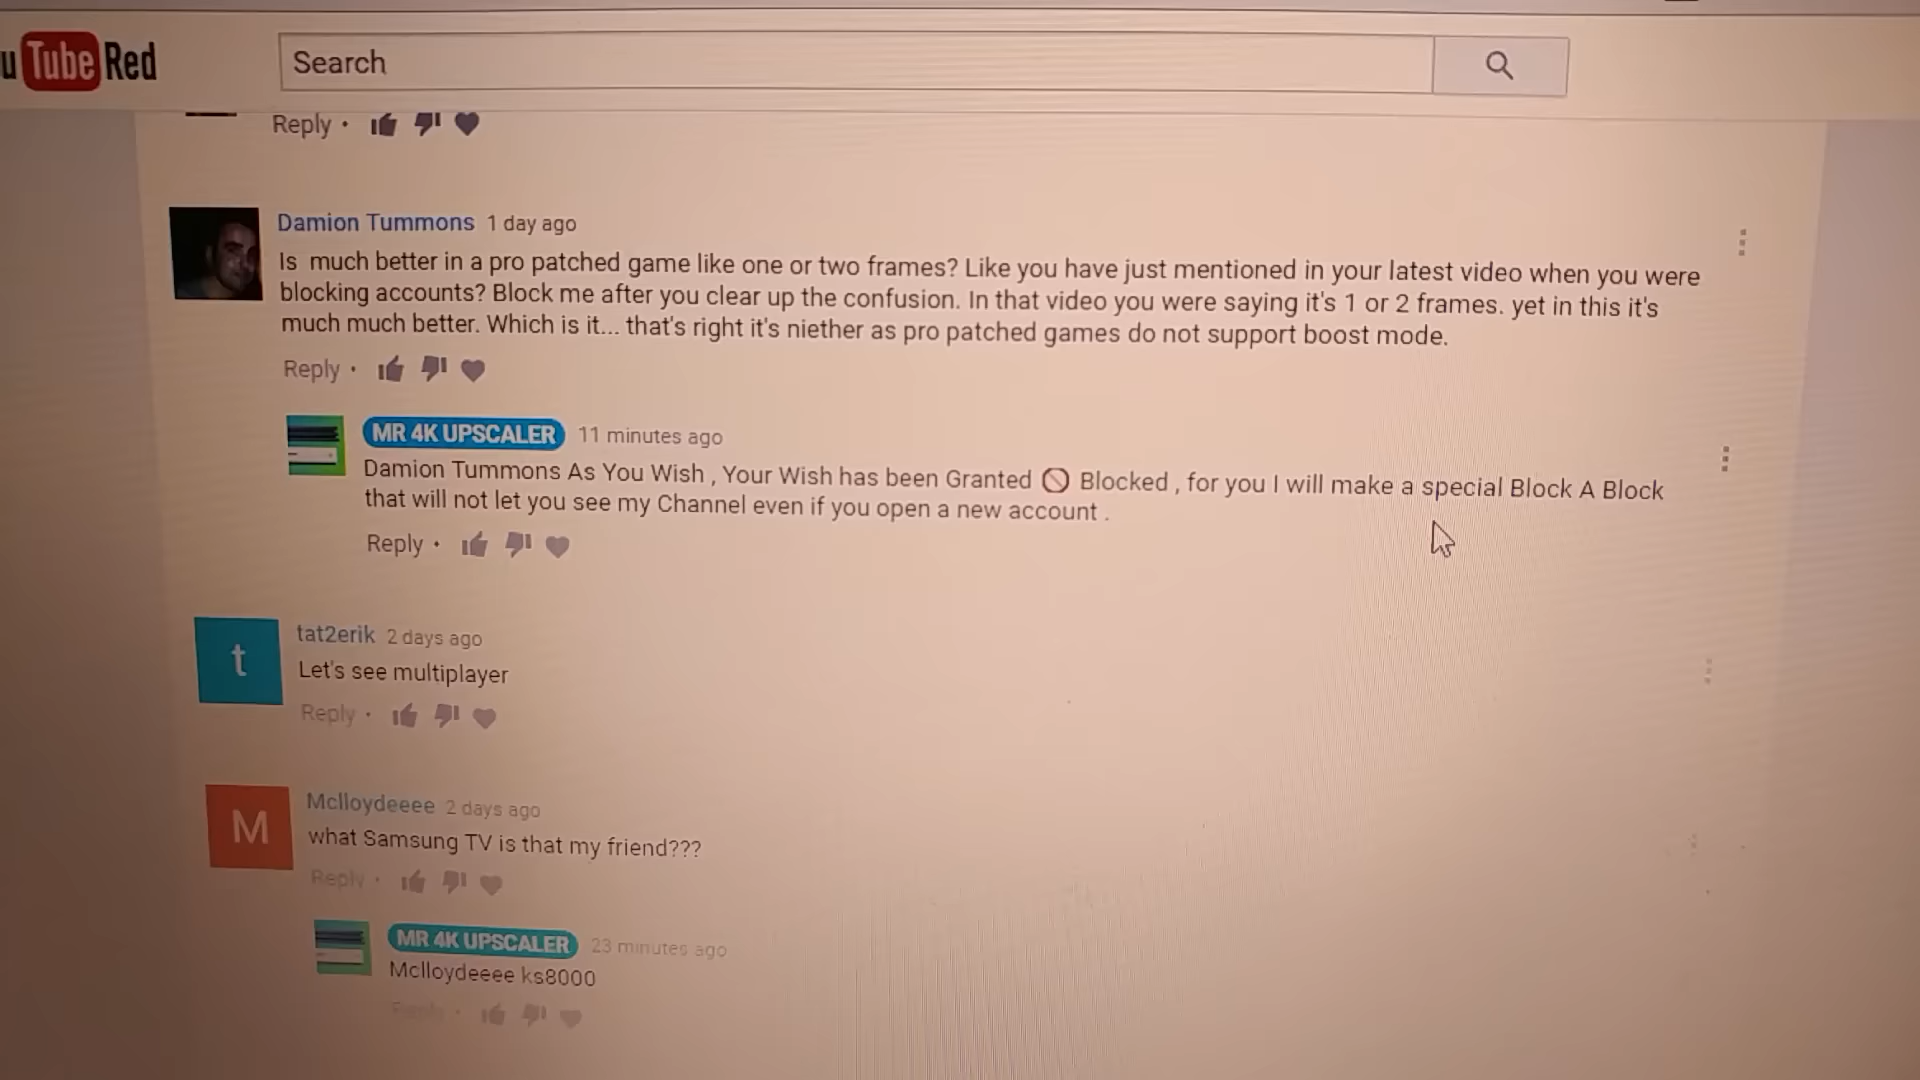 u Tube Red
Search
Reply •
Damion Tummons 1 day ago
Is much better in a pro patched game like one or two frames? Like you have just mentioned in your latest video when you were
blocking accounts? Block me after you clear up the confusion. In that video you were saying it's 1 or 2 frames. yet in this it's
much much better. Which is it... that's right it's niether as pro patched games do not support boost mode.
Reply •
MR 4K UPSCALER 11 minutes ago
Damion Tummons As You Wish , Your Wish has been Granted 🚫 Blocked , for you I will make a special Block A Block
that will not let you see my Channel even if you open a new account .
Reply •
t
tat2erik 2 days ago
Let's see multiplayer
Reply •
M
Mclloydeeee 2 days ago
what Samsung TV is that my friend???
Reply •
MR 4K UPSCALER 23 minutes ago
Mclloydeeee ks8000
Reply •